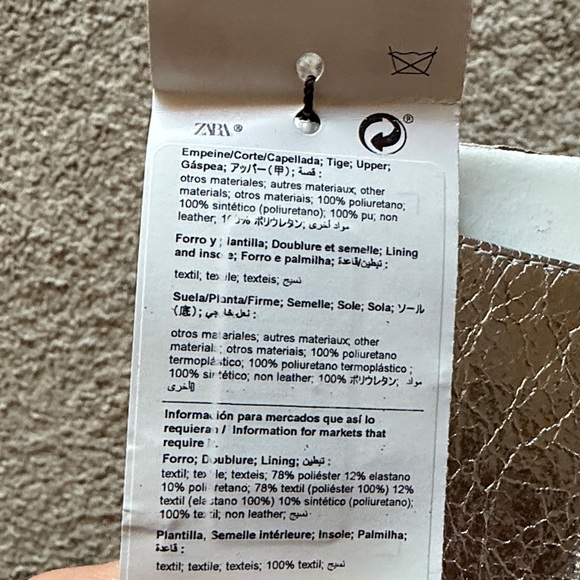 ZARA®
®
Empeine/Corte/Capellada; Tige; Upper;
Gáspea; アッパー(甲); قصة :
otros materiales; autres materiaux; other
materials; otros materiais; 100% poliuretano;
100% sintético (poliuretano); 100% pu; non
leather; ポリウレタン; مواد أخرى
Forro y lantilla; Doublure et semelle; Lining
and insole; Forro e palmilha; تبطين/قاعدة :
textil; textile; texteis; نسيج
Suela/Planta/Firme; Semelle; Sole; Sola; ソール
(底); نعل خارجي :
otros materiales; autres materiaux; other
material ; otros materiais; 100% poliuretano
termoplástico; 100% poliuretano termoplástico ;
100% sintético; non leather; 100% ポリウレタン; مواد
أخرى
Información para mercados que así lo
requieran / Information for markets that
require
Forro; Doublure; Lining; تبطين :
textil; textile; texteis; 78% poliéster 12% elastano
10% poliuretano; 78% textil (poliéster 100%) 12%
textil (elastano 100%) 10% sintético (poliuretano);
100% textil; non leather; نسيج
Plantilla, Semelle intérieure; Insole; Palmilha;
قاعدة :
textil; textile; texteis; 100% textil; نسيج